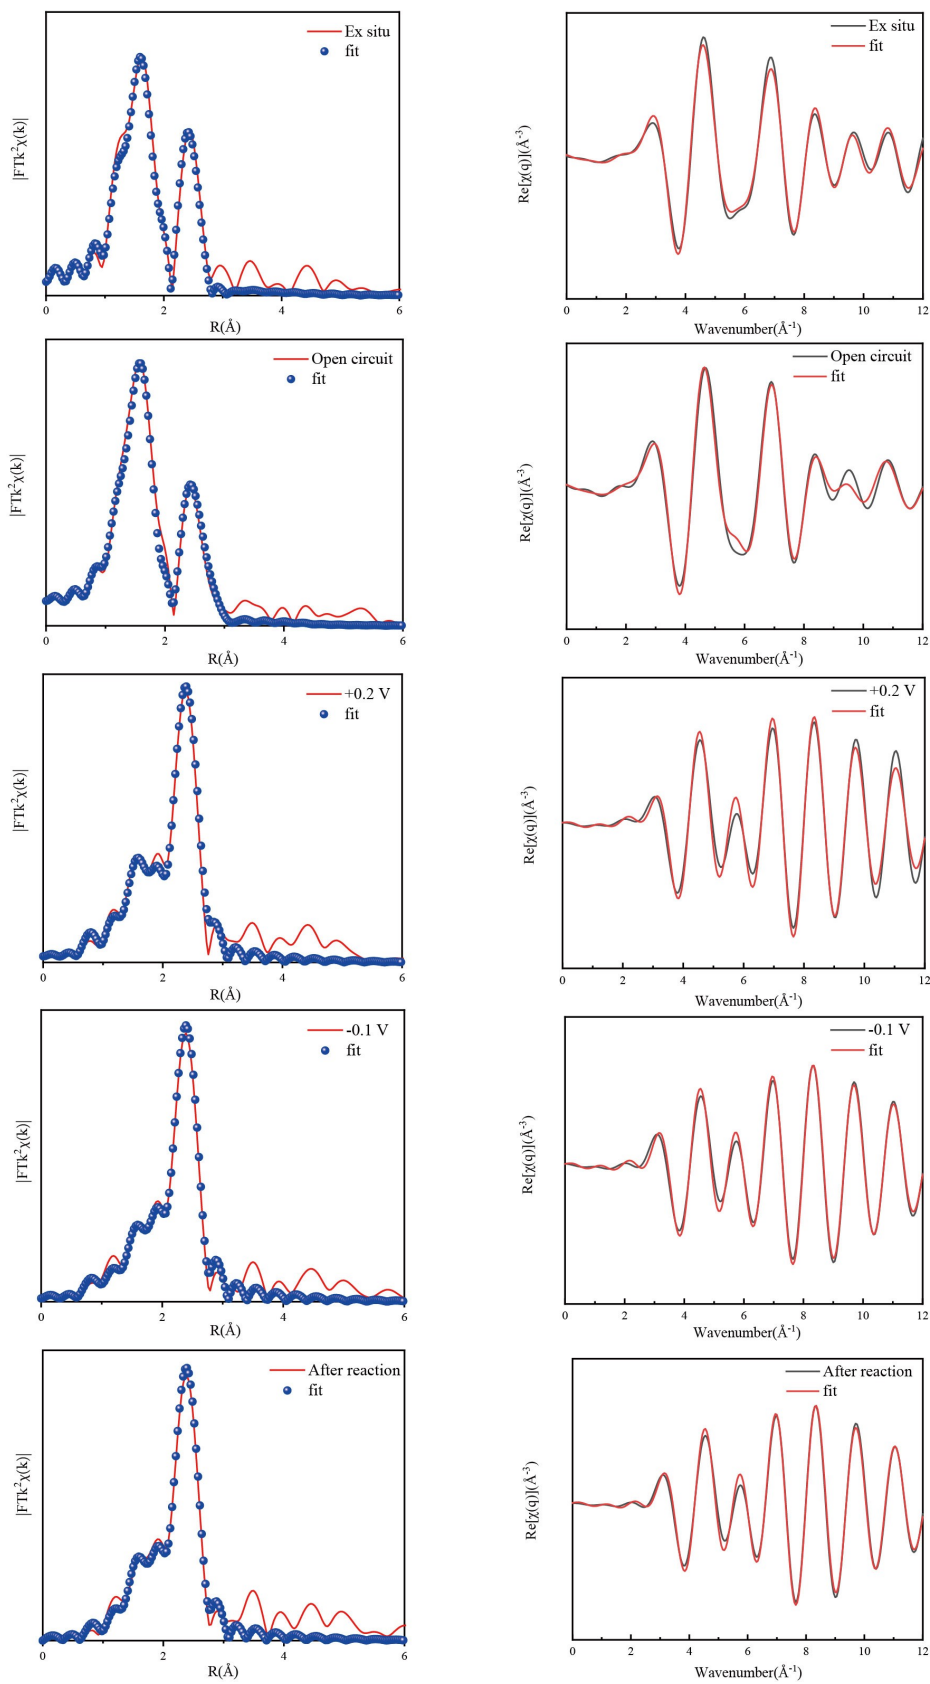 Ex situ
fit
|FTk²χ(k)|
0
2
4
6
R(Å)
Ex situ
fit
Re[χ(q)](Å⁻³)
0
2
4
6
8
10
12
Wavenumber(Å⁻¹)
Open circuit
fit
|FTk²χ(k)|
0
2
4
6
R(Å)
Open circuit
fit
Re[χ(q)](Å⁻³)
0
2
4
6
8
10
12
Wavenumber(Å⁻¹)
+0.2 V
fit
|FTk²χ(k)|
0
2
4
6
R(Å)
+0.2 V
fit
Re[χ(q)](Å⁻³)
0
2
4
6
8
10
12
Wavenumber(Å⁻¹)
-0.1 V
fit
|FTk²χ(k)|
0
2
4
6
R(Å)
-0.1 V
fit
Re[χ(q)](Å⁻³)
0
2
4
6
8
10
12
Wavenumber(Å⁻¹)
After reaction
fit
|FTk²χ(k)|
0
2
4
6
R(Å)
After reaction
fit
Re[χ(q)](Å⁻³)
0
2
4
6
8
10
12
Wavenumber(Å⁻¹)